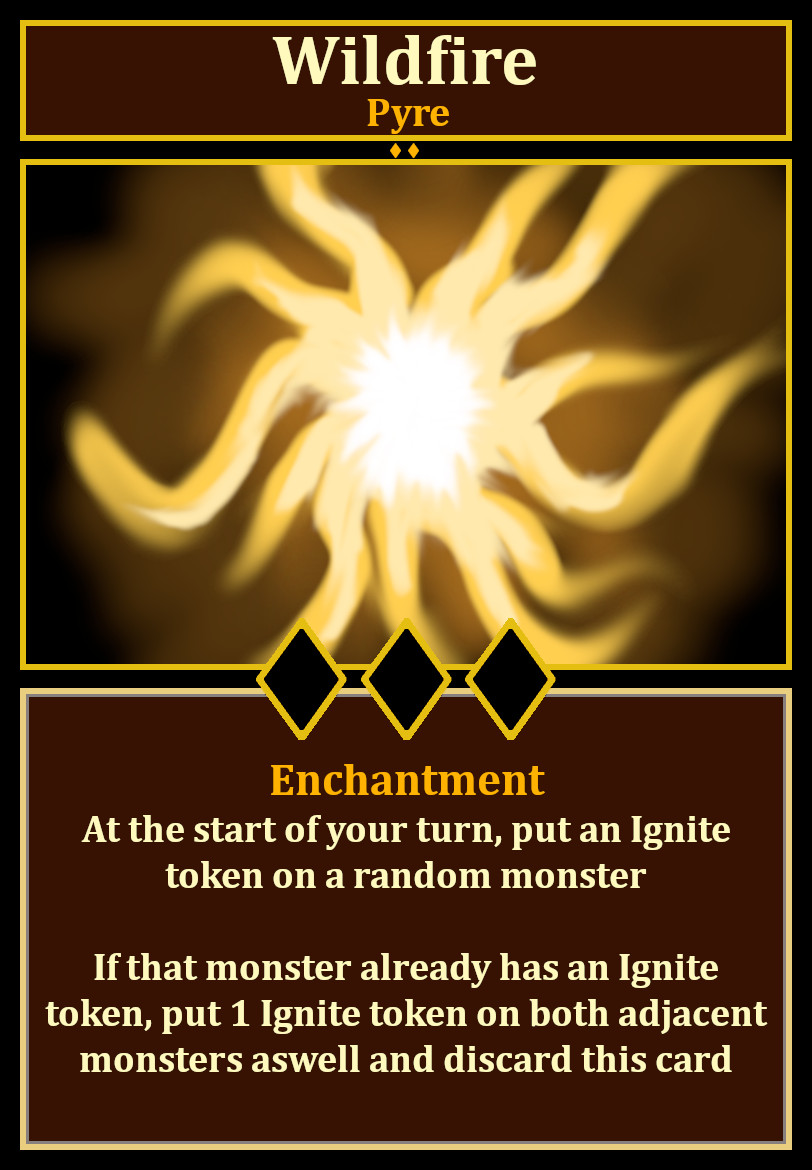 Wildfire
Pyre
Enchantment
At the start of your turn, put an Ignite
token on a random monster
If that monster already has an Ignite
token, put 1 Ignite token on both adjacent
monsters aswell and discard this card